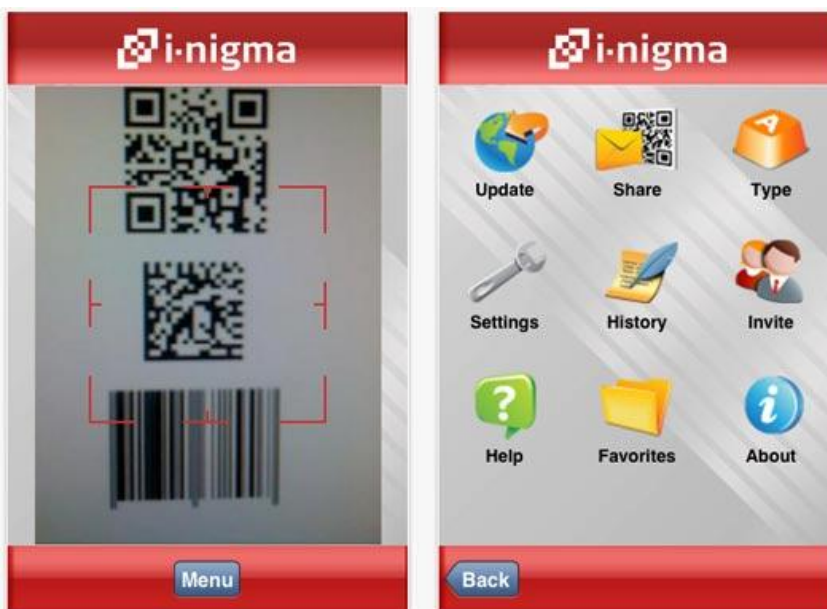 i-nigma
Menu
i-nigma
Update
Share
Type
A
Settings
History
Invite
?
Help
Favorites
i
About
Back